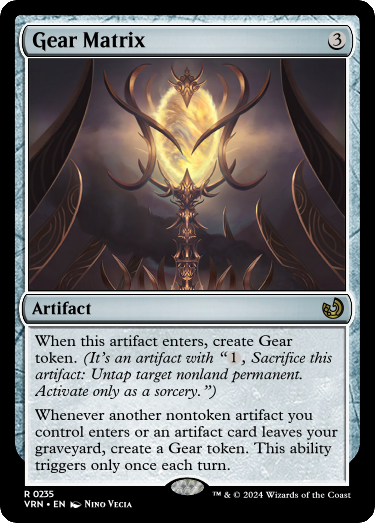 Gear Matrix 3
Artifact
When this artifact enters, create Gear
token. (It's an artifact with “1, Sacrifice this
artifact: Untap target nonland permanent.
Activate only as a sorcery.”)
Whenever another nontoken artifact you
control enters or an artifact card leaves your
graveyard, create a Gear token. This ability
triggers only once each turn.
R 0235
VRN • EN Nino Vecia
™ & © 2024 Wizards of the Coast